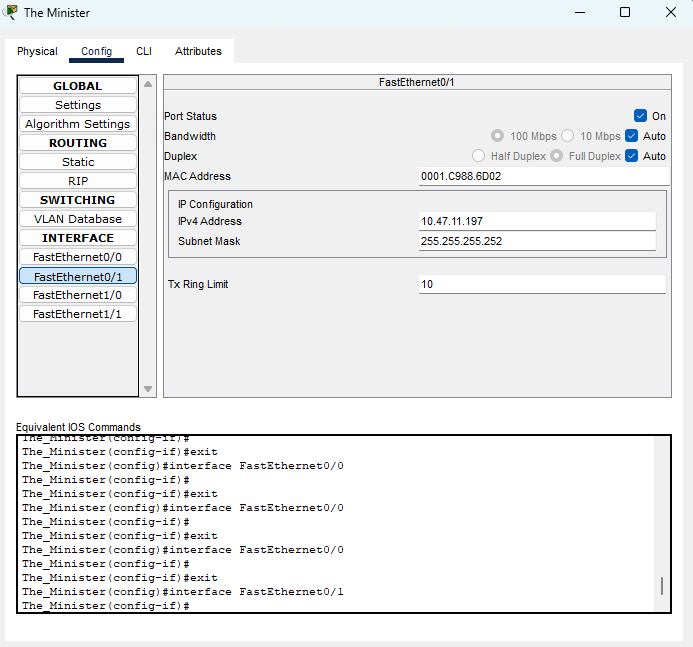 The Minister
Physical Config CLI Attributes
GLOBAL
Settings
Algorithm Settings
ROUTING
Static
RIP
SWITCHING
VLAN Database
INTERFACE
FastEthernet0/0
FastEthernet0/1
FastEthernet1/0
FastEthernet1/1
FastEthernet0/1
Port Status On
Bandwidth 100 Mbps 10 Mbps Auto
Duplex Half Duplex Full Duplex Auto
MAC Address 0001.C988.6D02
IP Configuration
IPv4 Address 10.47.11.197
Subnet Mask 255.255.255.252
Tx Ring Limit 10
Equivalent IOS Commands
The_Minister(config-if)#
The_Minister(config-if)#exit
The_Minister(config)#interface FastEthernet0/0
The_Minister(config-if)#
The_Minister(config-if)#exit
The_Minister(config)#interface FastEthernet0/0
The_Minister(config-if)#
The_Minister(config-if)#exit
The_Minister(config)#interface FastEthernet0/0
The_Minister(config-if)#
The_Minister(config-if)#exit
The_Minister(config)#interface FastEthernet0/1
The_Minister(config-if)#